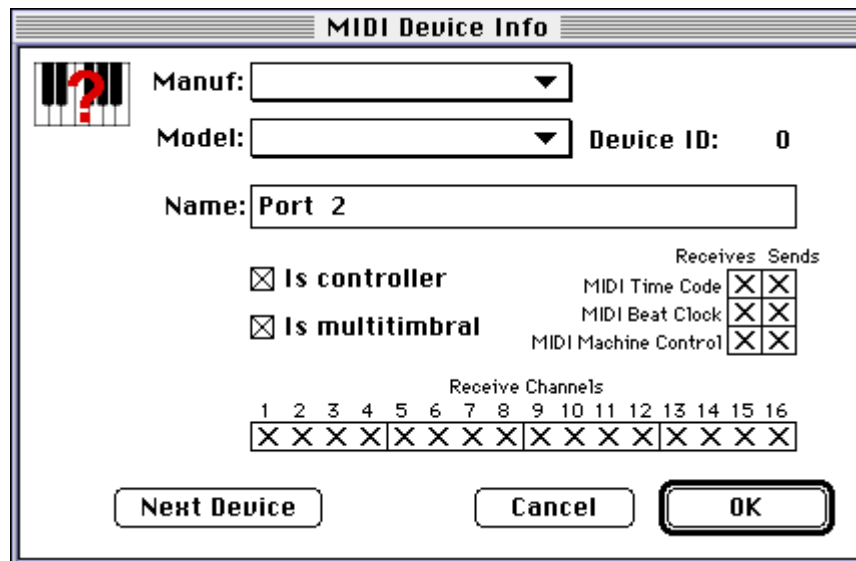 MIDI Device Info
Manuf:
Model:
Device ID: 0
Name: Port 2
Is controller
Is multitimbral
Receives Sends
MIDI Time Code
MIDI Beat Clock
MIDI Machine Control
Receive Channels
1 2 3 4 5 6 7 8 9 10 11 12 13 14 15 16
Next Device
Cancel
OK